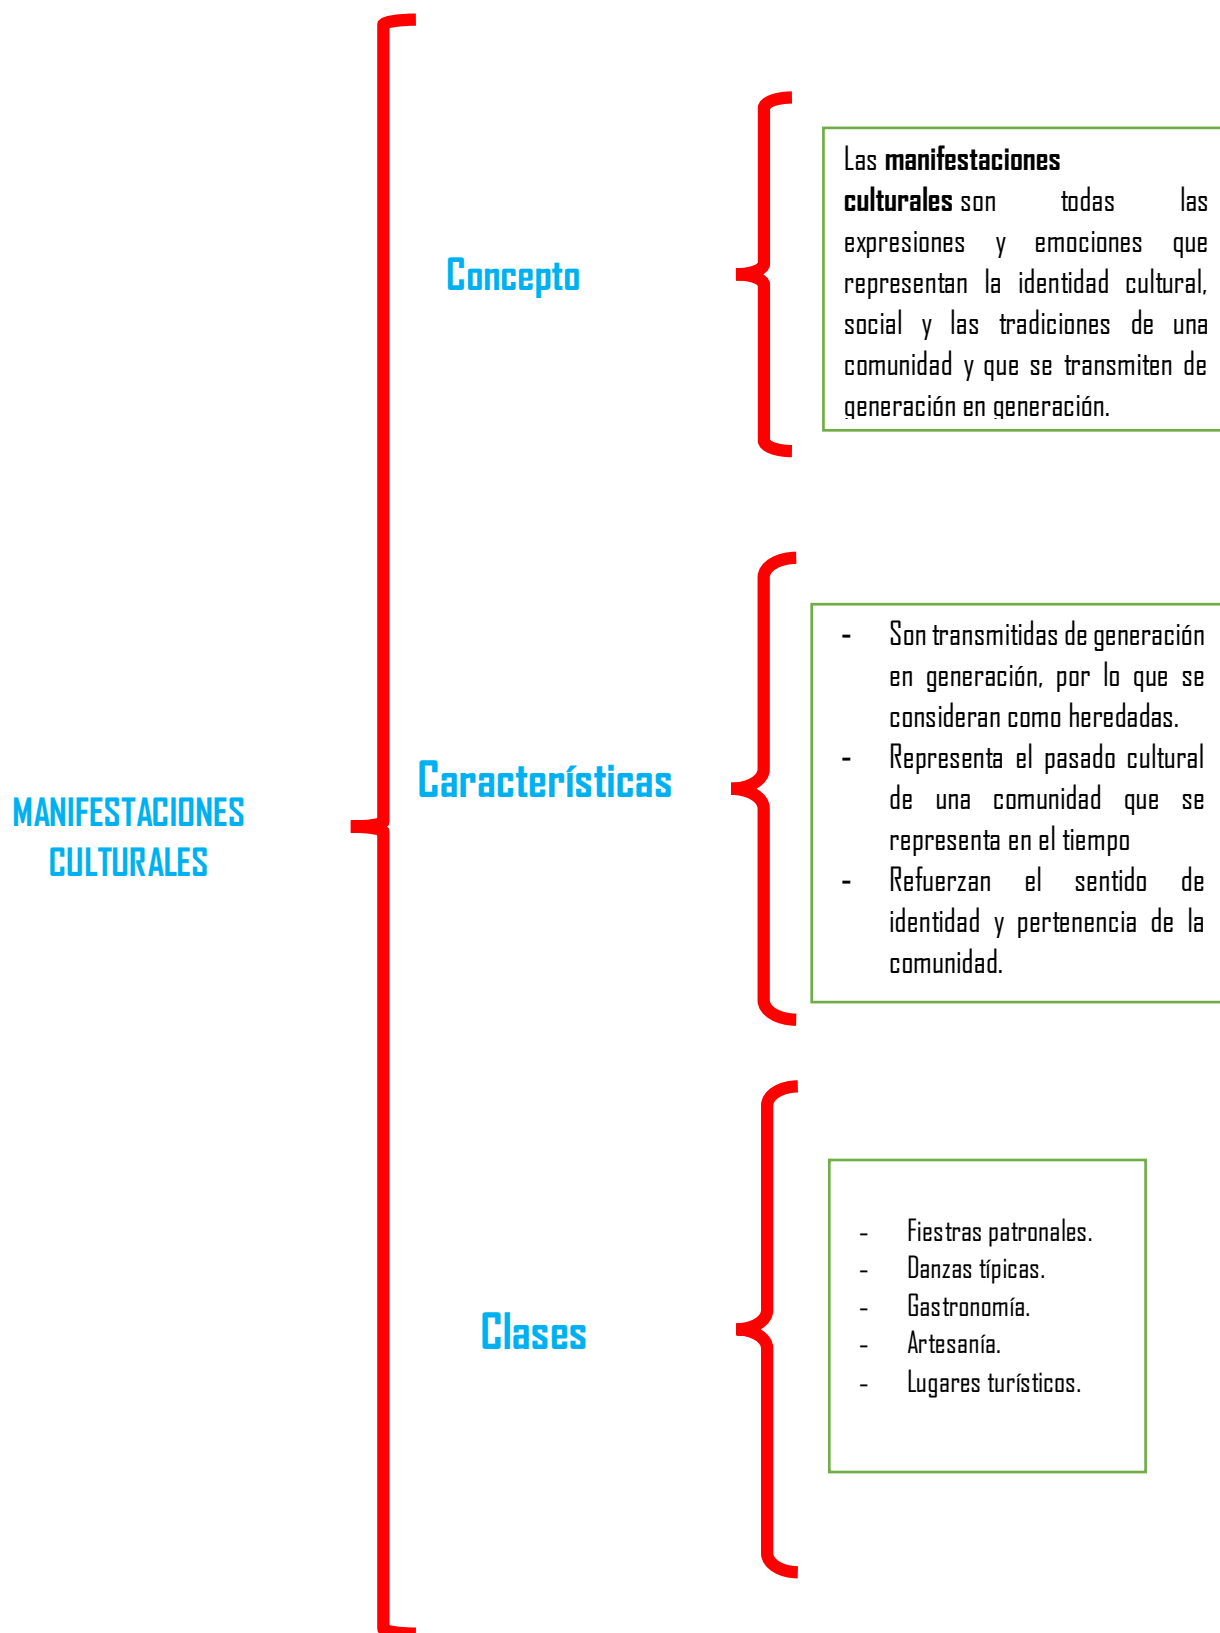 Las manifestaciones
culturales son todas las
expresiones y emociones que
representan la identidad cultural,
social y las tradiciones de una
comunidad y que se transmiten de
generación en generación.
Concepto
- Son transmitidas de generación
en generación, por lo que se
consideran como heredadas.
- Representa el pasado cultural
de una comunidad que se
representa en el tiempo
- Refuerzan el sentido de
identidad y pertenencia de la
comunidad.
Características
MANIFESTACIONES
CULTURALES
- Fiestras patronales.
- Danzas típicas.
- Gastronomía.
- Artesanía.
- Lugares turísticos.
Clases